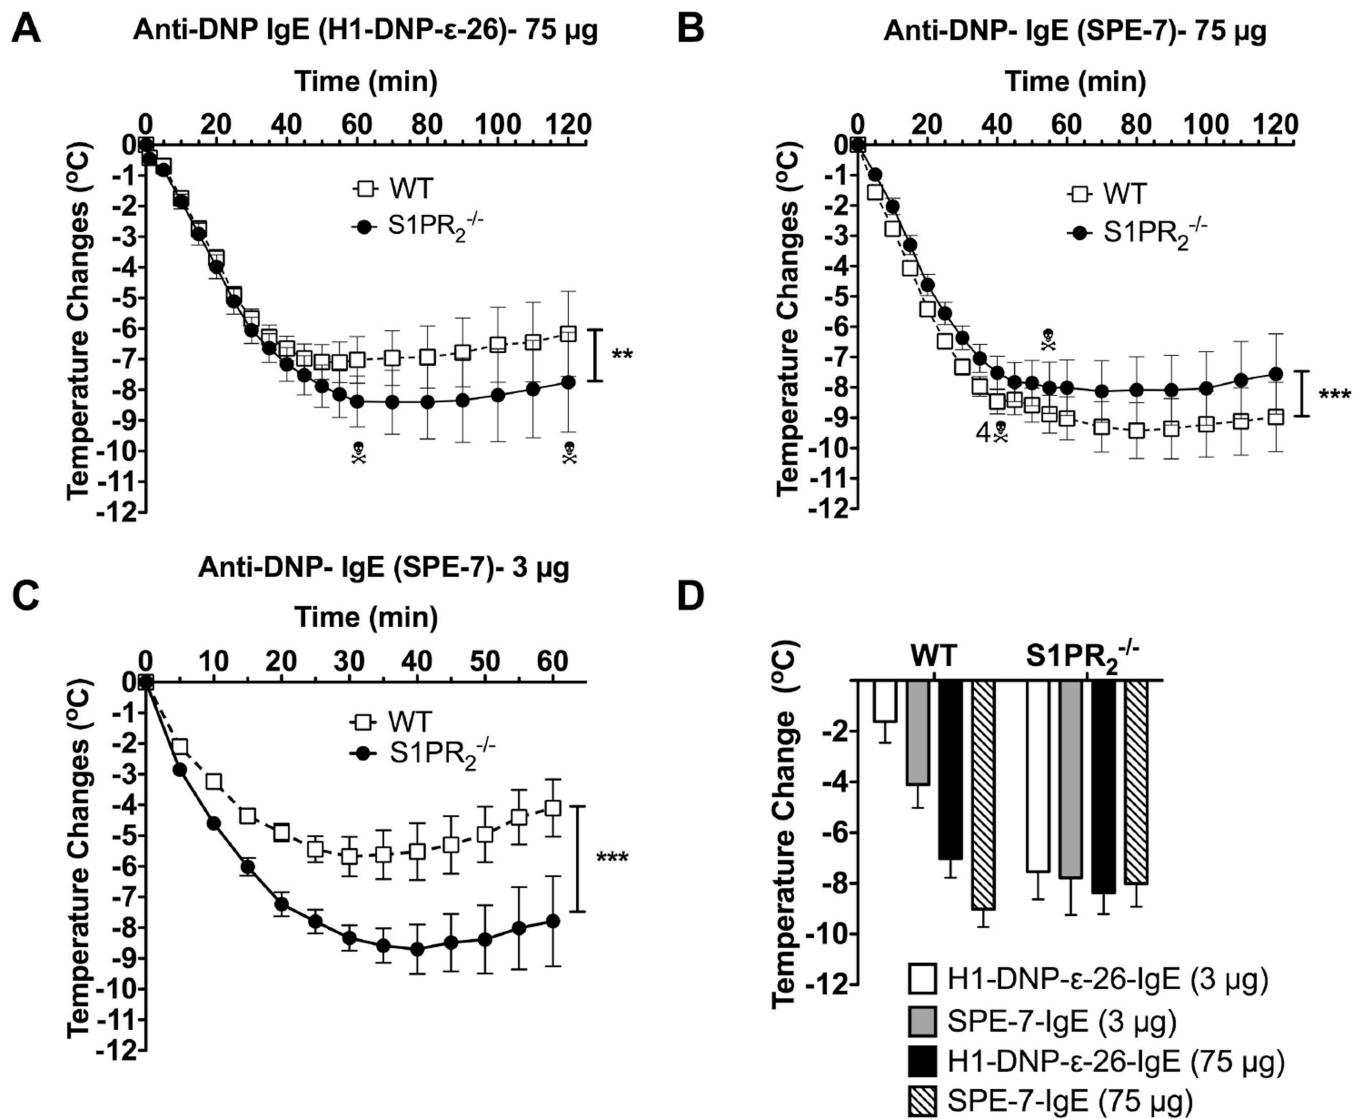 A
Anti-DNP IgE (H1-DNP-ε-26)- 75 µg
Time (min)
0 20 40 60 80 100 120
0
-1
-2
-3
-4
-5
-6
-7
-8
-9
-10
-11
-12
Temperature Changes (ºC)
WT
S1PR2-/-
**
B
Anti-DNP- IgE (SPE-7)- 75 µg
Time (min)
0 20 40 60 80 100 120
0
-1
-2
-3
-4
-5
-6
-7
-8
-9
-10
-11
-12
Temperature Changes (ºC)
WT
S1PR2-/-
4
***
C
Anti-DNP- IgE (SPE-7)- 3 µg
Time (min)
0 10 20 30 40 50 60
0
-1
-2
-3
-4
-5
-6
-7
-8
-9
-10
-11
-12
Temperature Changes (ºC)
WT
S1PR2-/-
***
D
WT S1PR2-/-
-2
-4
-6
-8
-10
-12
Temperature Change (ºC)
H1-DNP-ε-26-IgE (3 µg)
SPE-7-IgE (3 µg)
H1-DNP-ε-26-IgE (75 µg)
SPE-7-IgE (75 µg)